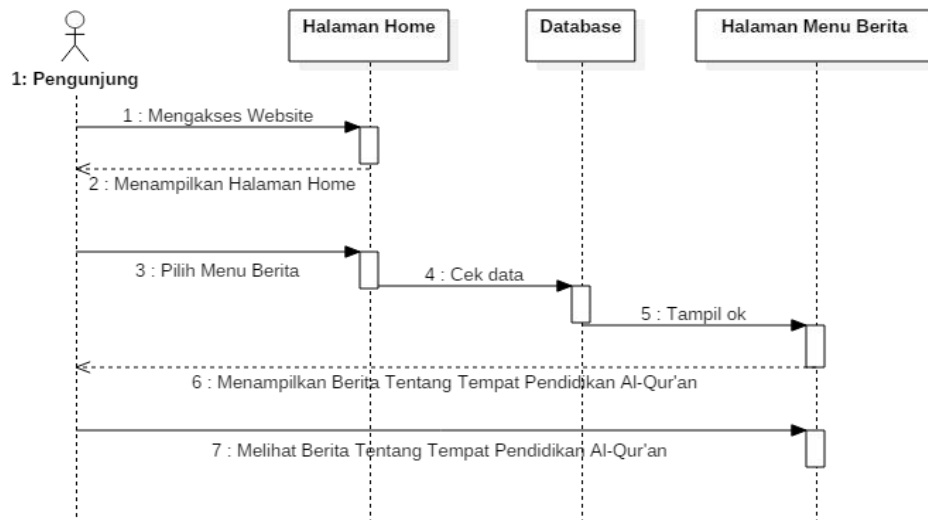 Halaman Home
Database
Halaman Menu Berita
1: Pengunjung
1 : Mengakses Website
2 : Menampilkan Halaman Home
3 : Pilih Menu Berita
4 : Cek data
5 : Tampil ok
6 : Menampilkan Berita Tentang Tempat Pendidikan Al-Qur'an
7 : Melihat Berita Tentang Tempat Pendidikan Al-Qur'an